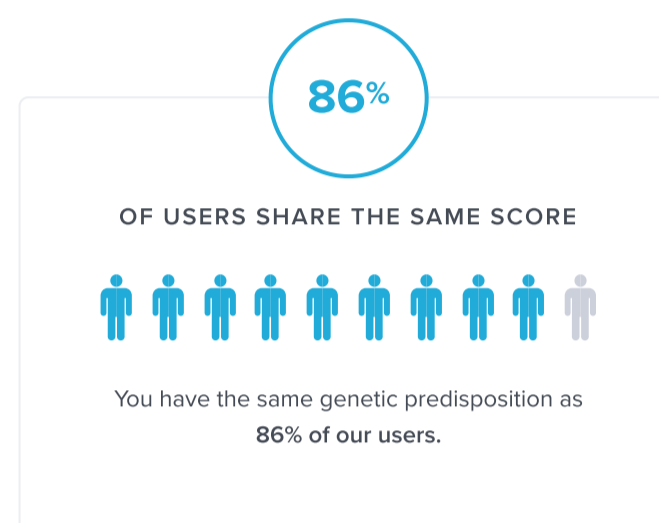 86%
OF USERS SHARE THE SAME SCORE
You have the same genetic predisposition as
86% of our users.